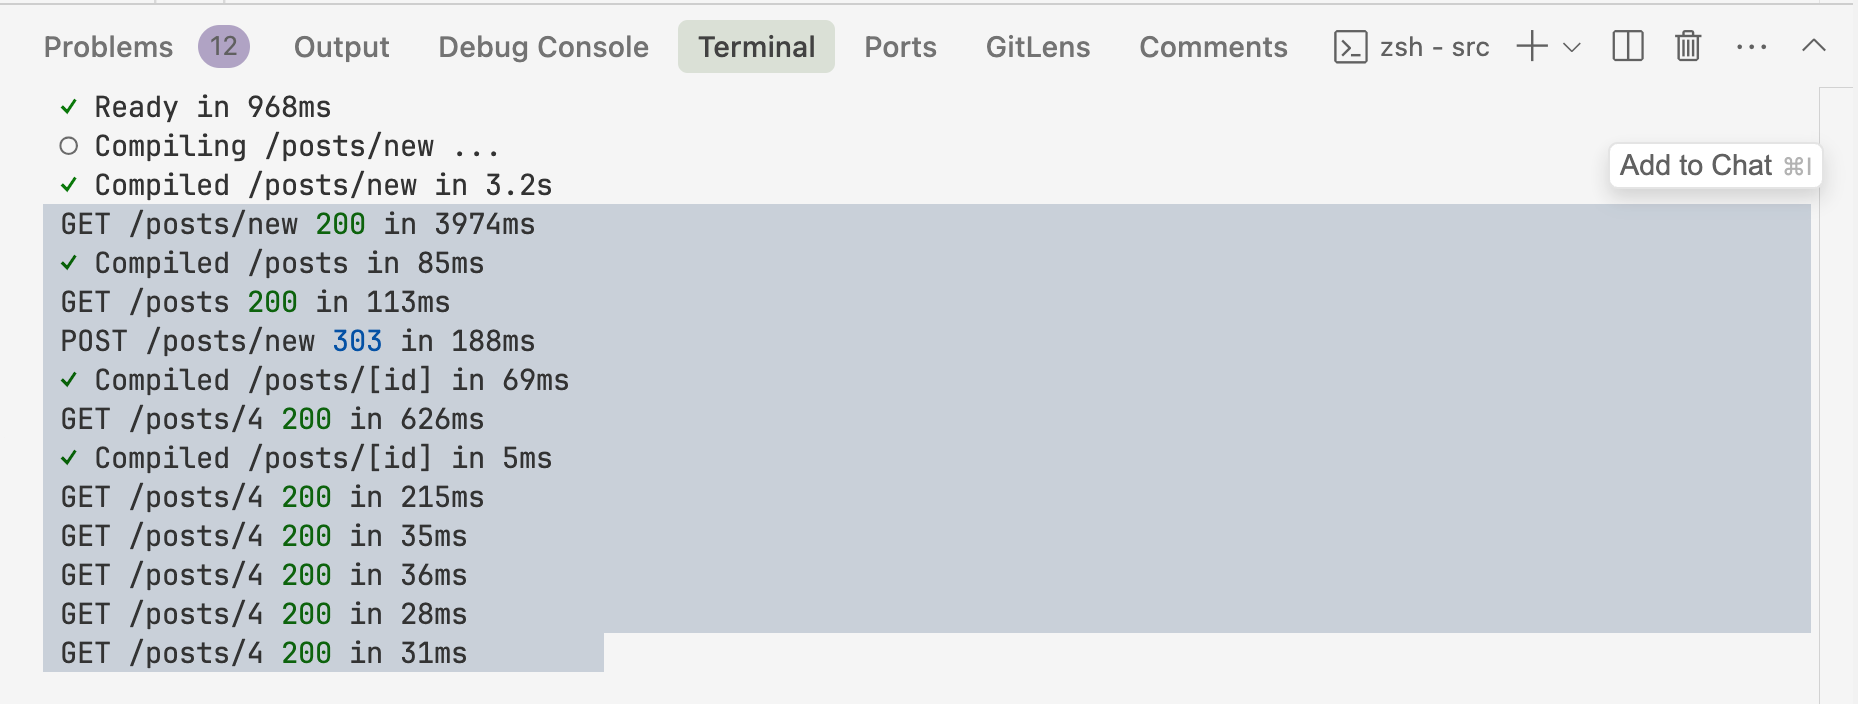 Problems 12 Output Debug Console Terminal Ports GitLens Comments zsh - src
✓ Ready in 968ms
○ Compiling /posts/new ...
Add to Chat ⌘I
✓ Compiled /posts/new in 3.2s
GET /posts/new 200 in 3974ms
✓ Compiled /posts in 85ms
GET /posts 200 in 113ms
POST /posts/new 303 in 188ms
✓ Compiled /posts/[id] in 69ms
GET /posts/4 200 in 626ms
✓ Compiled /posts/[id] in 5ms
GET /posts/4 200 in 215ms
GET /posts/4 200 in 35ms
GET /posts/4 200 in 36ms
GET /posts/4 200 in 28ms
GET /posts/4 200 in 31ms